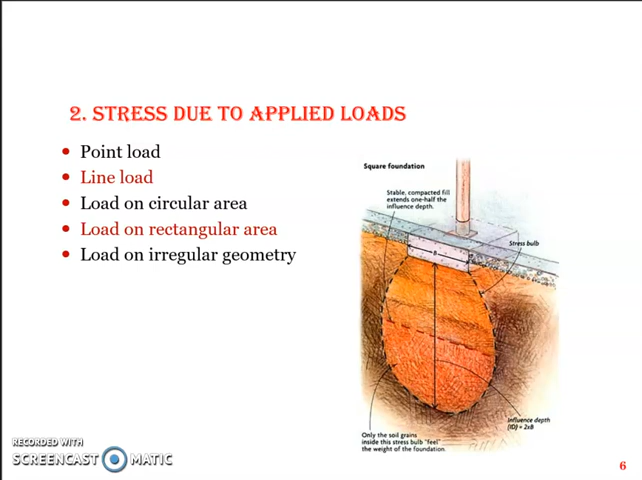 2. STRESS DUE TO APPLIED LOADS
Point load
Line load
Load on circular area
Load on rectangular area
Load on irregular geometry
Square foundation
Stable, compacted fill
extends one-half the
influence depth.
Stress bulb
B
Influence depth
(ID) = 2xB
Only the soil grains
inside this stress bulb "feel"
the weight of the foundation.
RECORDED WITH
SCREENCAST MATIC
6